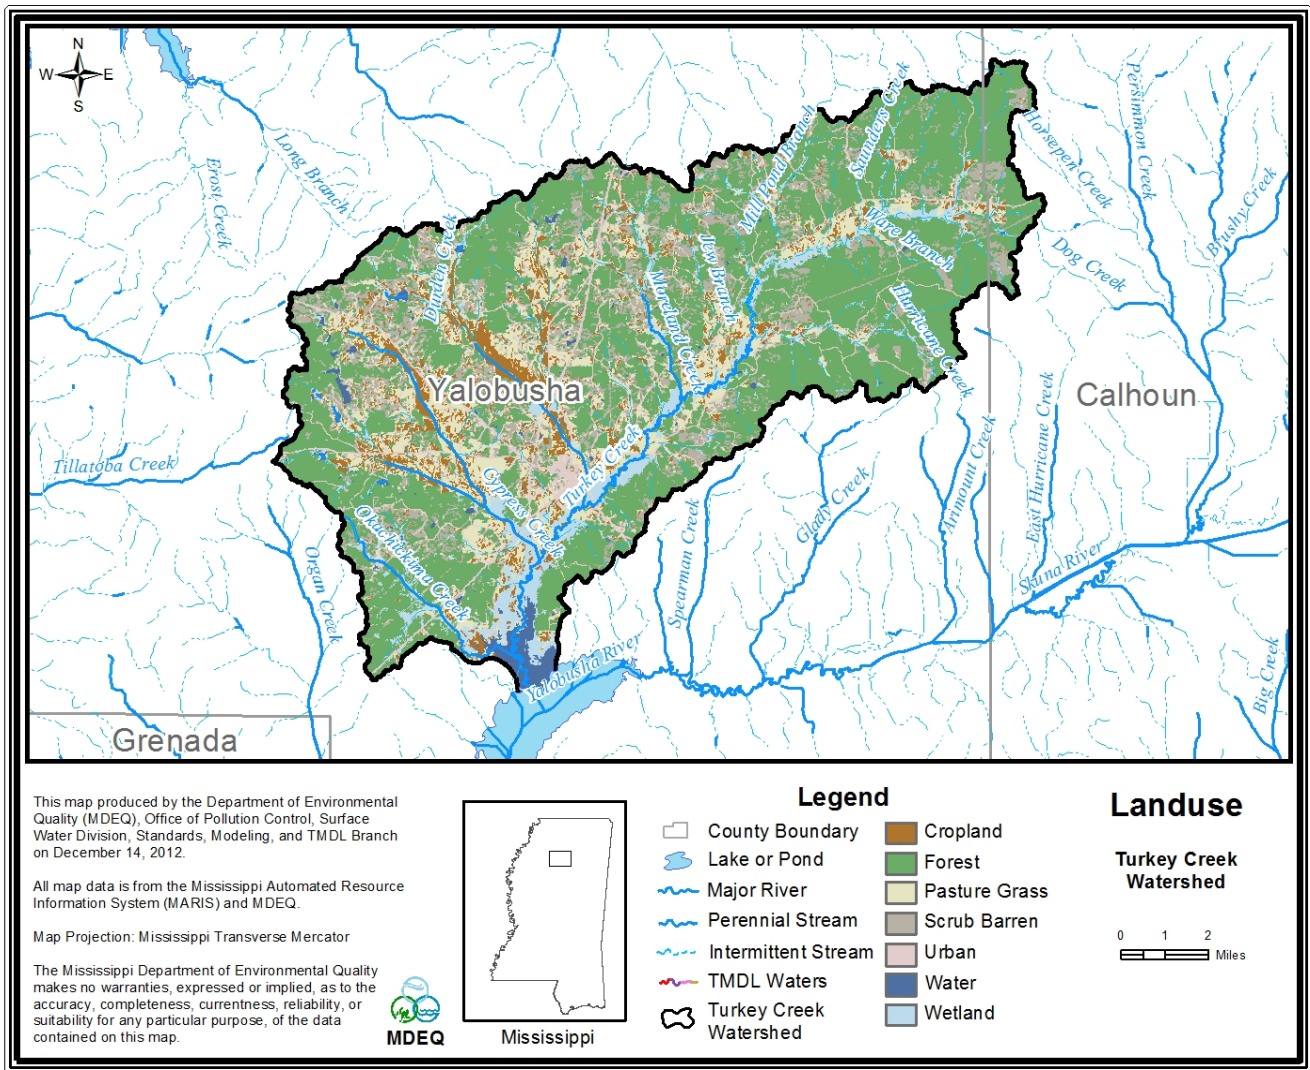 N
W E
S
Long Branch
Erost Creek
Durden Creek
Mill Pond Branch
Saunders Creek
Horsepen Creek
Persimmon Creek
Brushy Creek
Dog Creek
Ware Branch
Jew Branch
Moreland Creek
Hurricane Creek
Yalobusha
Calhoun
Tillatoba Creek
Turkey Creek
Cypress Creek
Okachickima Creek
Organ Creek
Spearman Creek
Glady Creek
Artmount Creek
East Hurricane Creek
Skuna River
Yalobusha River
Big Creek
Grenada
This map produced by the Department of Environmental
Quality (MDEQ), Office of Pollution Control, Surface
Water Division, Standards, Modeling, and TMDL Branch
on December 14, 2012.
All map data is from the Mississippi Automated Resource
Information System (MARIS) and MDEQ.
Map Projection: Mississippi Transverse Mercator
The Mississippi Department of Environmental Quality
makes no warranties, expressed or implied, as to the
accuracy, completeness, currentness, reliability, or
suitability for any particular purpose, of the data
contained on this map.
MDEQ
Mississippi
Legend
County Boundary
Lake or Pond
Major River
Perennial Stream
Intermittent Stream
TMDL Waters
Turkey Creek
Watershed
Cropland
Forest
Pasture Grass
Scrub Barren
Urban
Water
Wetland
Landuse
Turkey Creek
Watershed
0 1 2
Miles